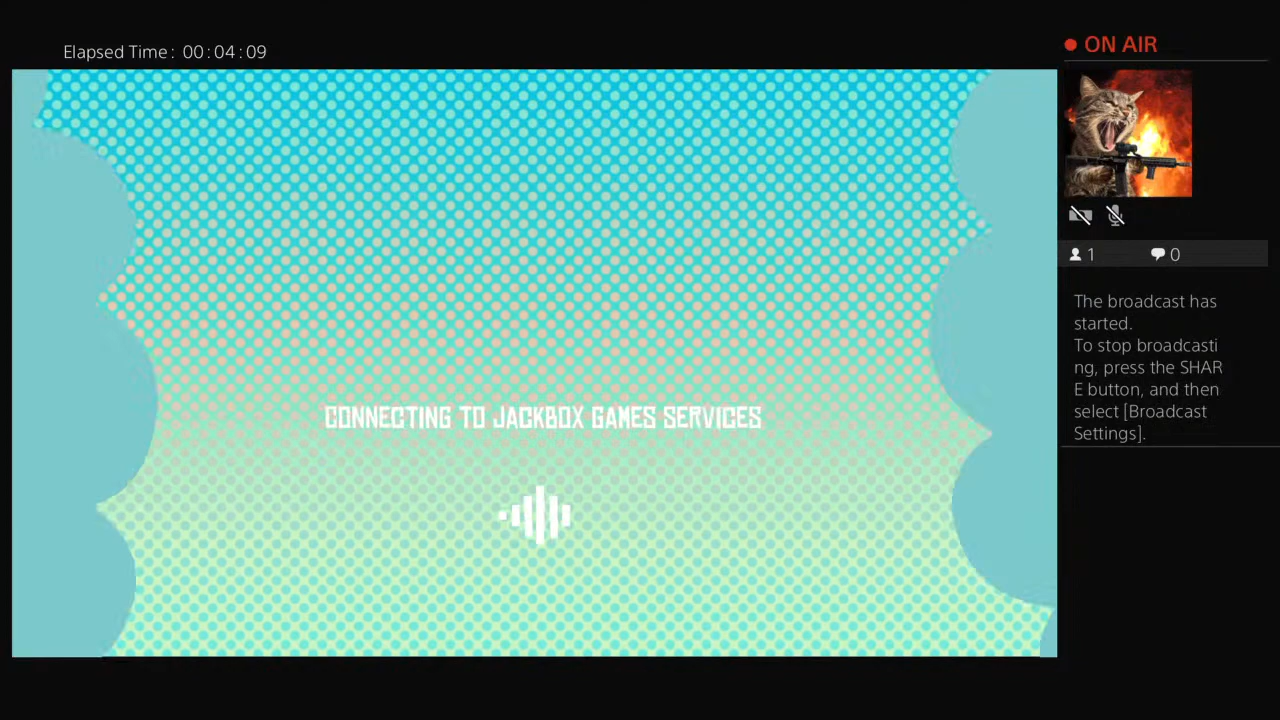 Elapsed Time: 00:04:09
ON AIR
1 0
The broadcast has
started.
To stop broadcasti
ng, press the SHAR
E button, and then
select [Broadcast
Settings].
CONNECTING TO JACKBOX GAMES SERVICES